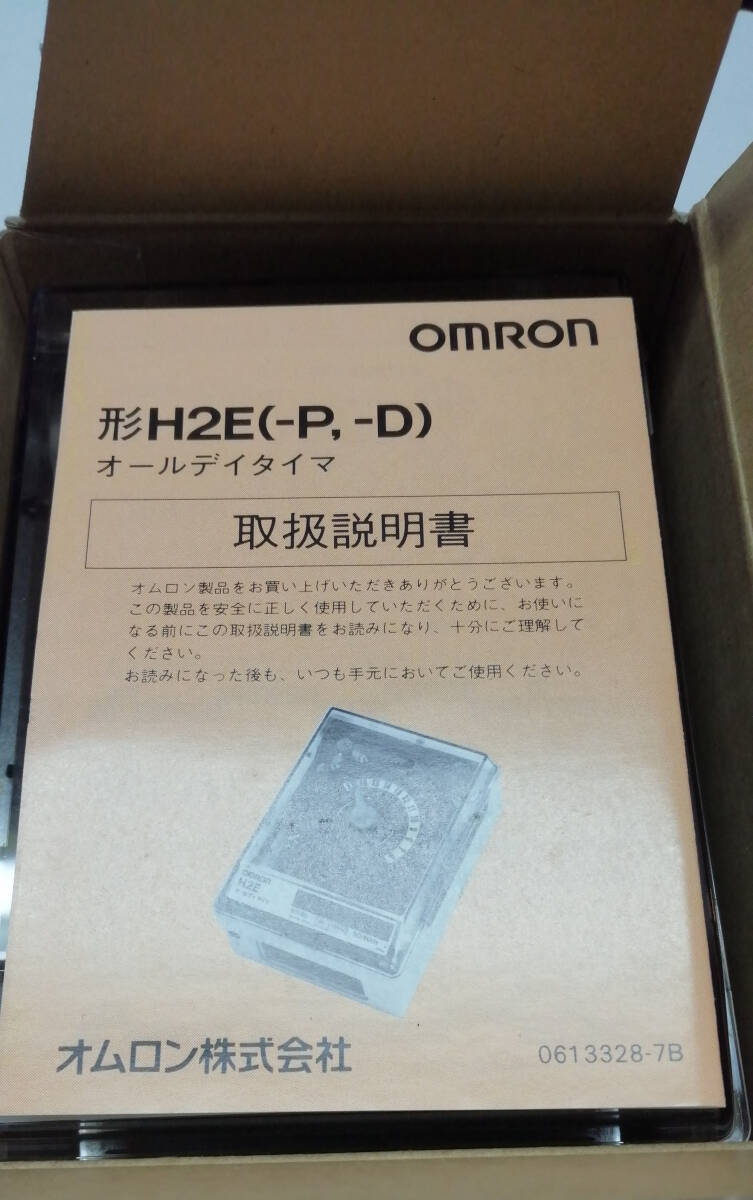 OMRON
形H2E(-P, -D)
オールデイタイマ
取扱説明書
オムロン製品をお買い上げいただきありがとうございます。
この製品を安全に正しく使用していただくために、お使いに
なる前にこの取扱説明書をお読みになり、十分にご理解して
ください。
お読みになった後も、いつも手元においてご使用ください。
OMRON
H2E
オムロン株式会社
0613328-7B